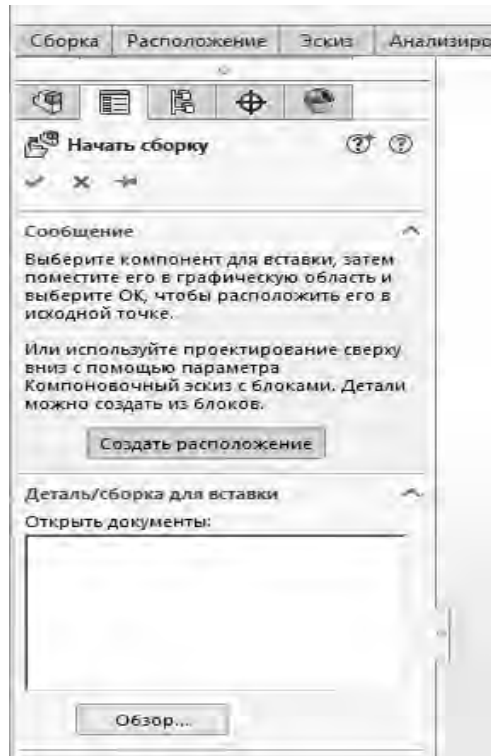 Сборка Расположение Эскиз Анализиро
Начать сборку
Сообщение
Выберите компонент для вставки, затем
поместите его в графическую область и
выберите ОК, чтобы расположить его в
исходной точке.
Или используйте проектирование сверху
вниз с помощью параметра
Компоновочный эскиз с блоками. Детали
можно создать из блоков.
Создать расположение
Деталь/сборка для вставки
Открыть документы:
Обзор...